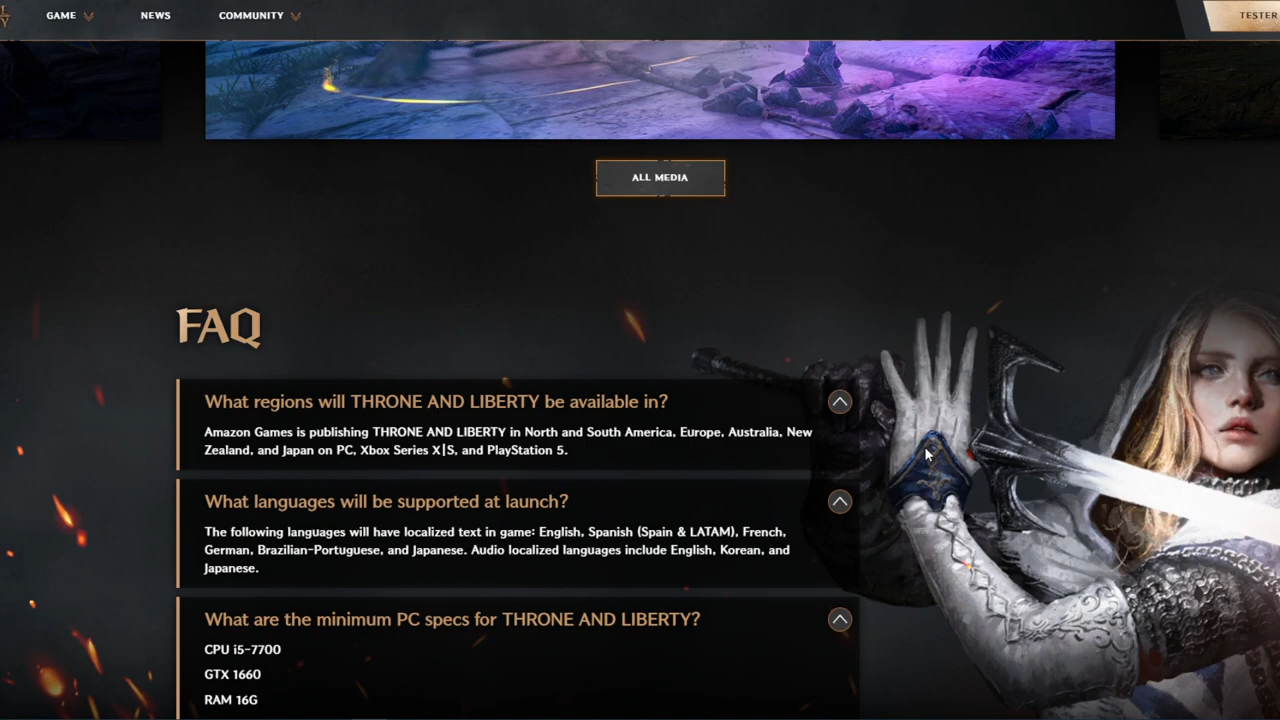 GAME
NEWS
COMMUNITY
TESTER
ALL MEDIA
FAQ
What regions will THRONE AND LIBERTY be available in?
Amazon Games is publishing THRONE AND LIBERTY in North and South America, Europe, Australia, New
Zealand, and Japan on PC, Xbox Series X|S, and PlayStation 5.
What languages will be supported at launch?
The following languages will have localized text in game: English, Spanish (Spain & LATAM), French,
German, Brazilian-Portuguese, and Japanese. Audio localized languages include English, Korean, and
Japanese.
What are the minimum PC specs for THRONE AND LIBERTY?
CPU i5-7700
GTX 1660
RAM 16G